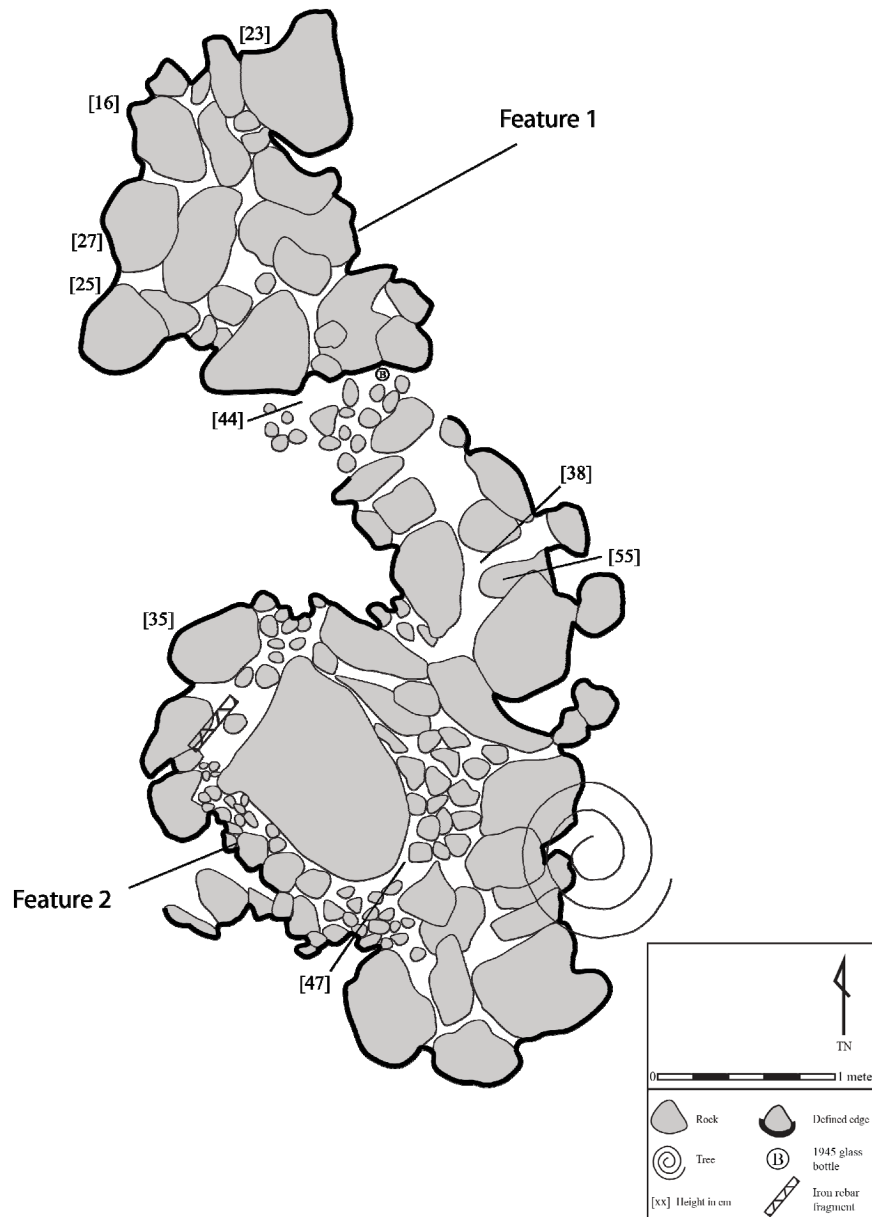 [23]
[16]
Feature 1
[27]
[25]
B
[44]
[38]
[55]
[35]
Feature 2
[47]
TN
0 1 mete
Rock
Defined edge
Tree
B
1945 glass
bottle
[xx] Height in cm
Iron rebar
fragment